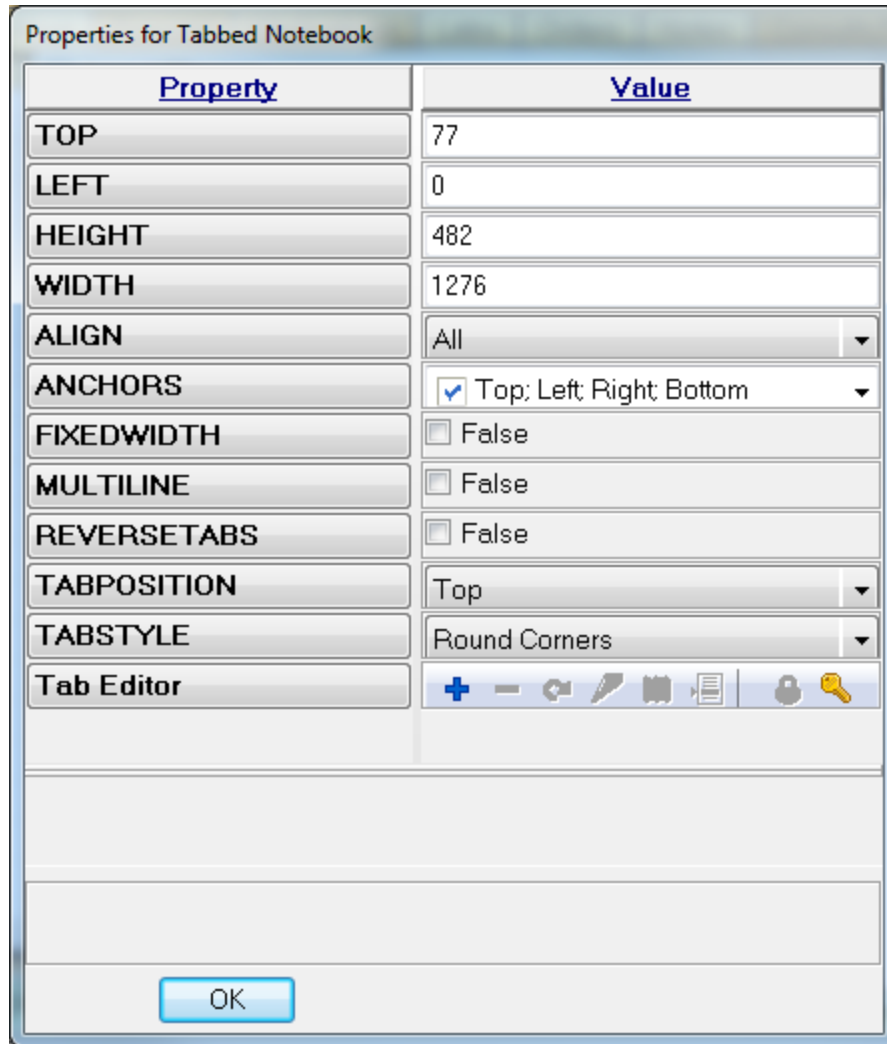 Properties for Tabbed Notebook
Property Value
TOP 77
LEFT 0
HEIGHT 482
WIDTH 1276
ALIGN All
ANCHORS Top; Left; Right; Bottom
FIXEDWIDTH False
MULTILINE False
REVERSETABS False
TABPOSITION Top
TABSTYLE Round Corners
Tab Editor
OK